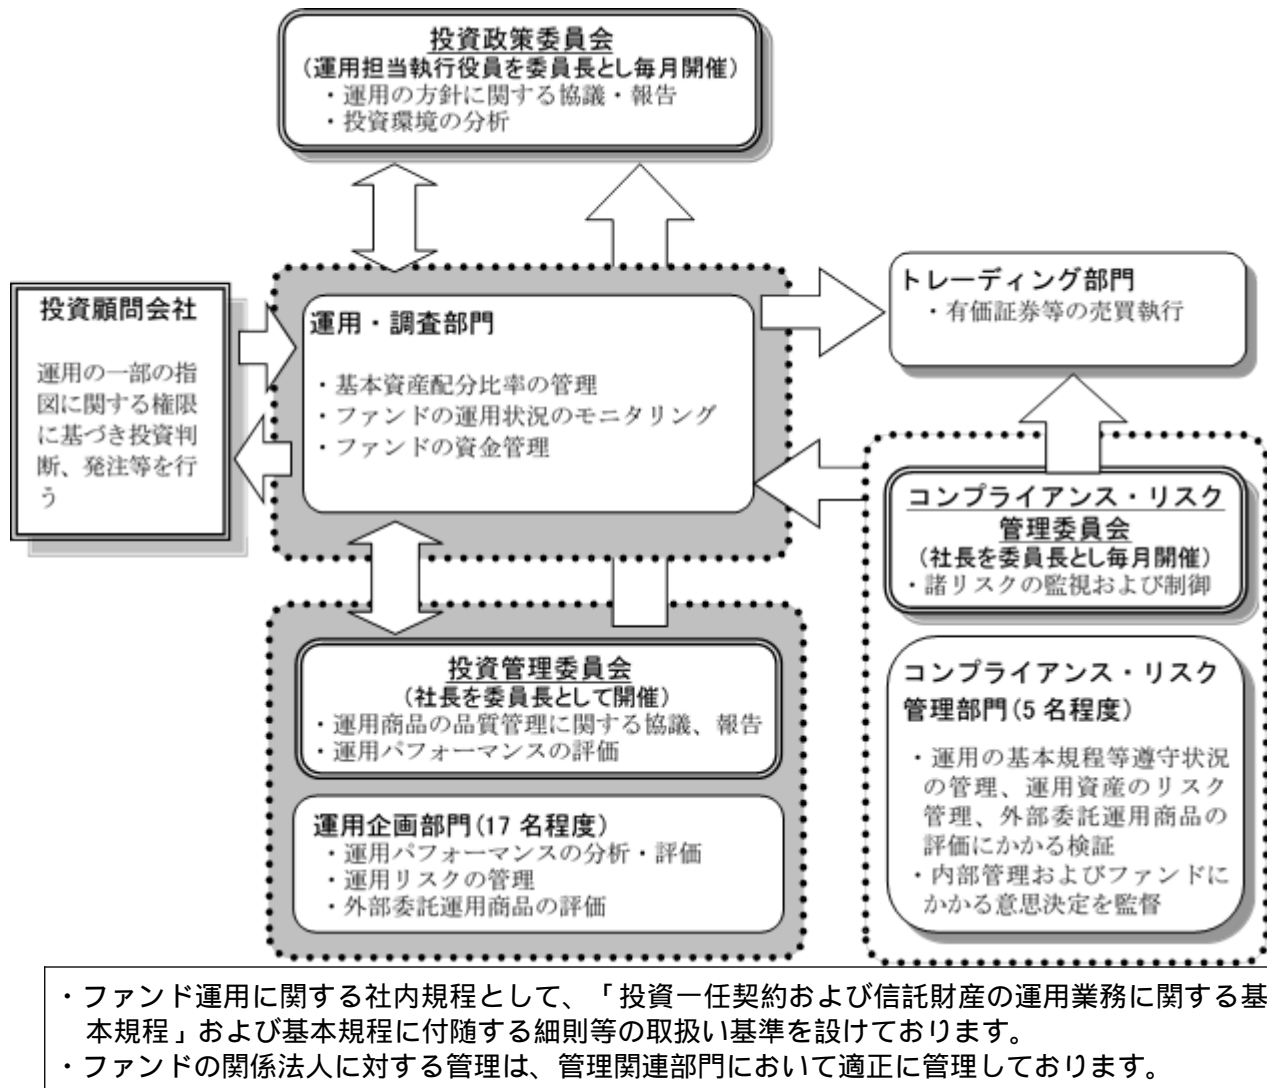 投資政策委員会
(運用担当執行役員を委員長とし毎月開催)
・運用の方針に関する協議・報告
・投資環境の分析
投資顧問会社
運用の一部の指
図に関する権限
に基づき投資判
断、発注等を行
う
運用・調査部門
・基本資産配分比率の管理
・ファンドの運用状況のモニタリング
・ファンドの資金管理
トレーディング部門
・有価証券等の売買執行
コンプライアンス・リスク
管理委員会
(社長を委員長とし毎月開催)
・諸リスクの監視および制御
コンプライアンス・リスク
管理部門(5 名程度)
・運用の基本規程等遵守状況
の管理、運用資産のリスク
管理、外部委託運用商品の
評価にかかる検証
・内部管理およびファンドに
かかる意思決定を監督
投資管理委員会
(社長を委員長として開催)
・運用商品の品質管理に関する協議、報告
・運用パフォーマンスの評価
運用企画部門(17 名程度)
・運用パフォーマンスの分析・評価
・運用リスクの管理
・外部委託運用商品の評価
・ファンド運用に関する社内規程として、「投資一任契約および信託財産の運用業務に関する基
本規程」および基本規程に付随する細則等の取扱い基準を設けております。
・ファンドの関係法人に対する管理は、管理関連部門において適正に管理しております。